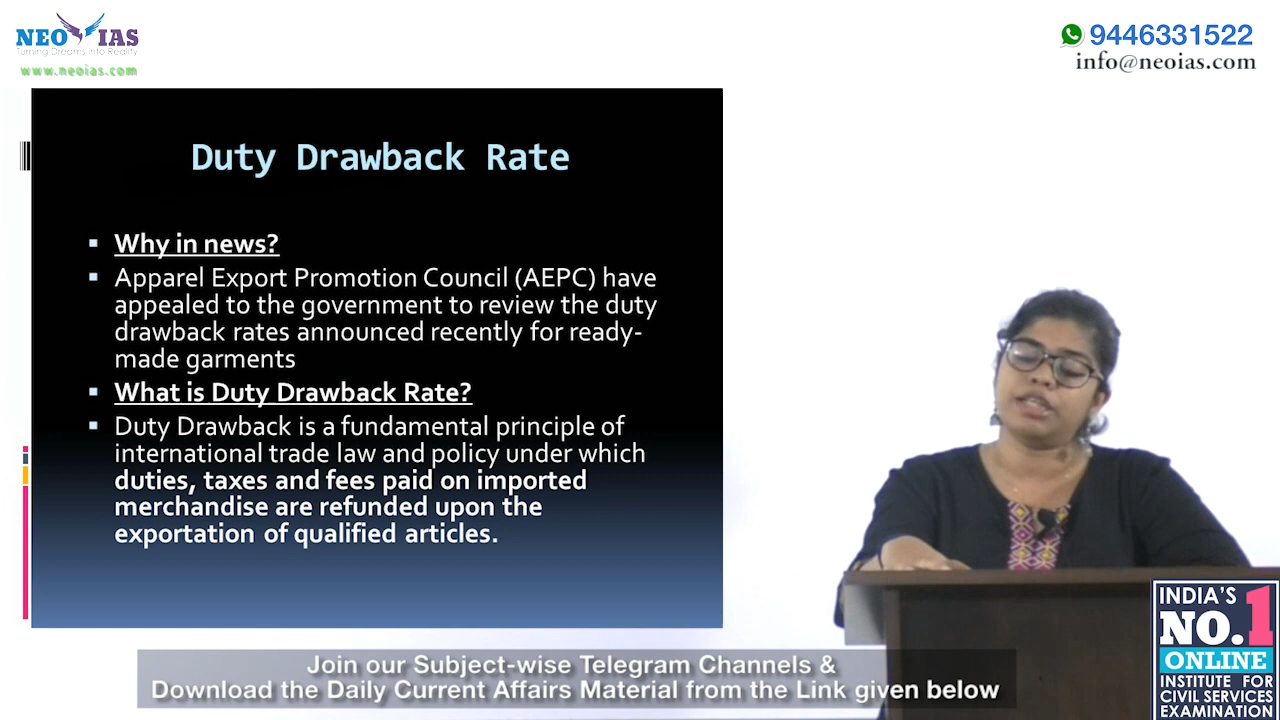 NEO IAS
Turning Dreams into Reality
www.neoias.com
9446331522
info@neoias.com
Duty Drawback Rate
Why in news?
Apparel Export Promotion Council (AEPC) have
appealed to the government to review the duty
drawback rates announced recently for ready-
made garments
What is Duty Drawback Rate?
Duty Drawback is a fundamental principle of
international trade law and policy under which
duties, taxes and fees paid on imported
merchandise are refunded upon the
exportation of qualified articles.
INDIA'S
NO.1
ONLINE
INSTITUTE FOR
CIVIL SERVICES
EXAMINATION
Join our Subject-wise Telegram Channels &
Download the Daily Current Affairs Material from the Link given below